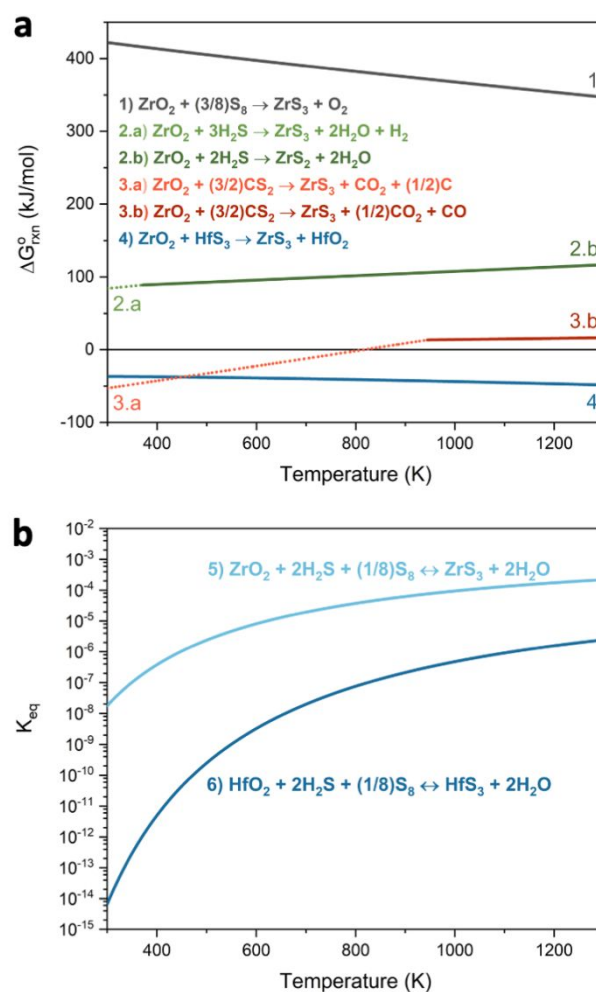 a
400
300
200
100
0
-100
ΔG°rxn (kJ/mol)
1) ZrO₂ + (3/8)S₈ → ZrS₃ + O₂
2.a) ZrO₂ + 3H₂S → ZrS₃ + 2H₂O + H₂
2.b) ZrO₂ + 2H₂S → ZrS₂ + 2H₂O
3.a) ZrO₂ + (3/2)CS₂ → ZrS₃ + CO₂ + (1/2)C
3.b) ZrO₂ + (3/2)CS₂ → ZrS₃ + (1/2)CO₂ + CO
4) ZrO₂ + HfS₃ → ZrS₃ + HfO₂
1
2.b
2.a
3.b
3.a
4
400 600 800 1000 1200
Temperature (K)
b
10⁻²
10⁻³
10⁻⁴
10⁻⁵
10⁻⁶
10⁻⁷
10⁻⁸
10⁻⁹
10⁻¹⁰
10⁻¹¹
10⁻¹²
10⁻¹³
10⁻¹⁴
10⁻¹⁵
Keq
5) ZrO₂ + 2H₂S + (1/8)S₈ ↔ ZrS₃ + 2H₂O
6) HfO₂ + 2H₂S + (1/8)S₈ ↔ HfS₃ + 2H₂O
400 600 800 1000 1200
Temperature (K)